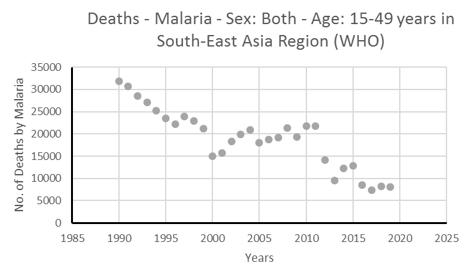 Deaths - Malaria - Sex: Both - Age: 15-49 years in
South-East Asia Region (WHO)
35000
30000
25000
20000
15000
10000
5000
0
No. of Deaths by Malaria
1985 1990 1995 2000 2005 2010 2015 2020 2025
Years